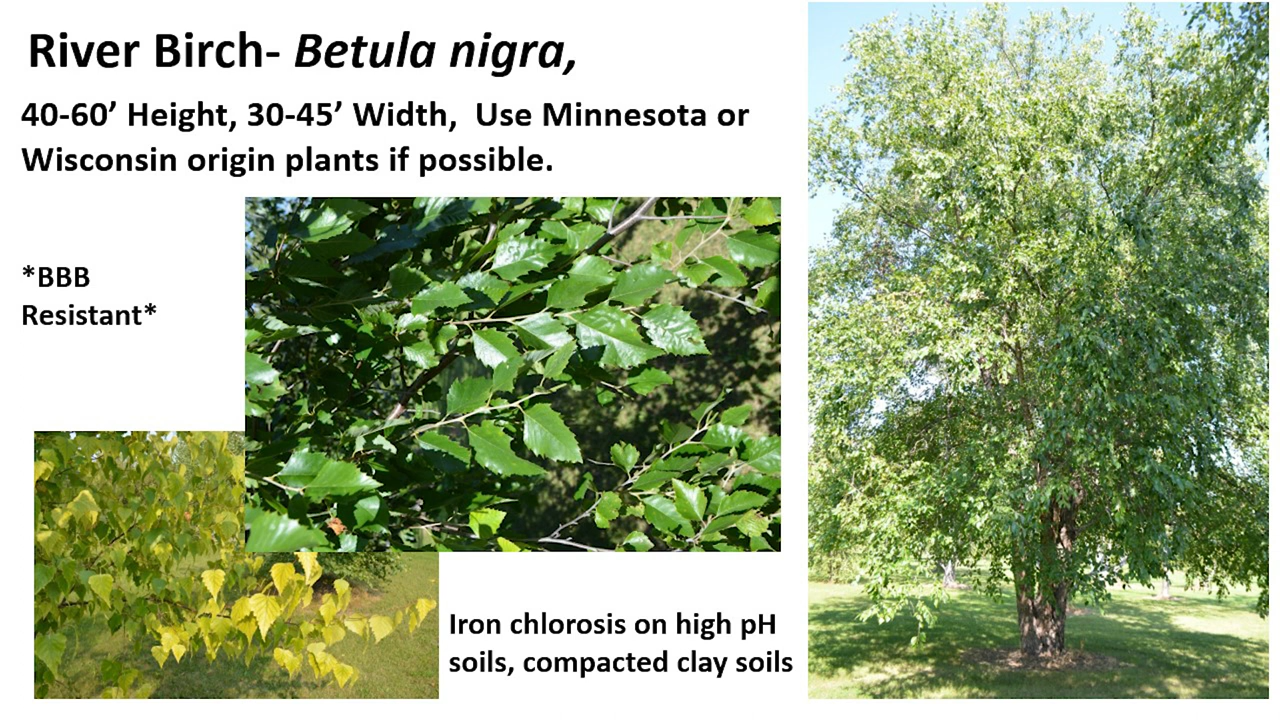 River Birch- Betula nigra,
40-60’ Height, 30-45’ Width,  Use Minnesota or
Wisconsin origin plants if possible.
*BBB
Resistant*
Iron chlorosis on high pH
soils, compacted clay soils